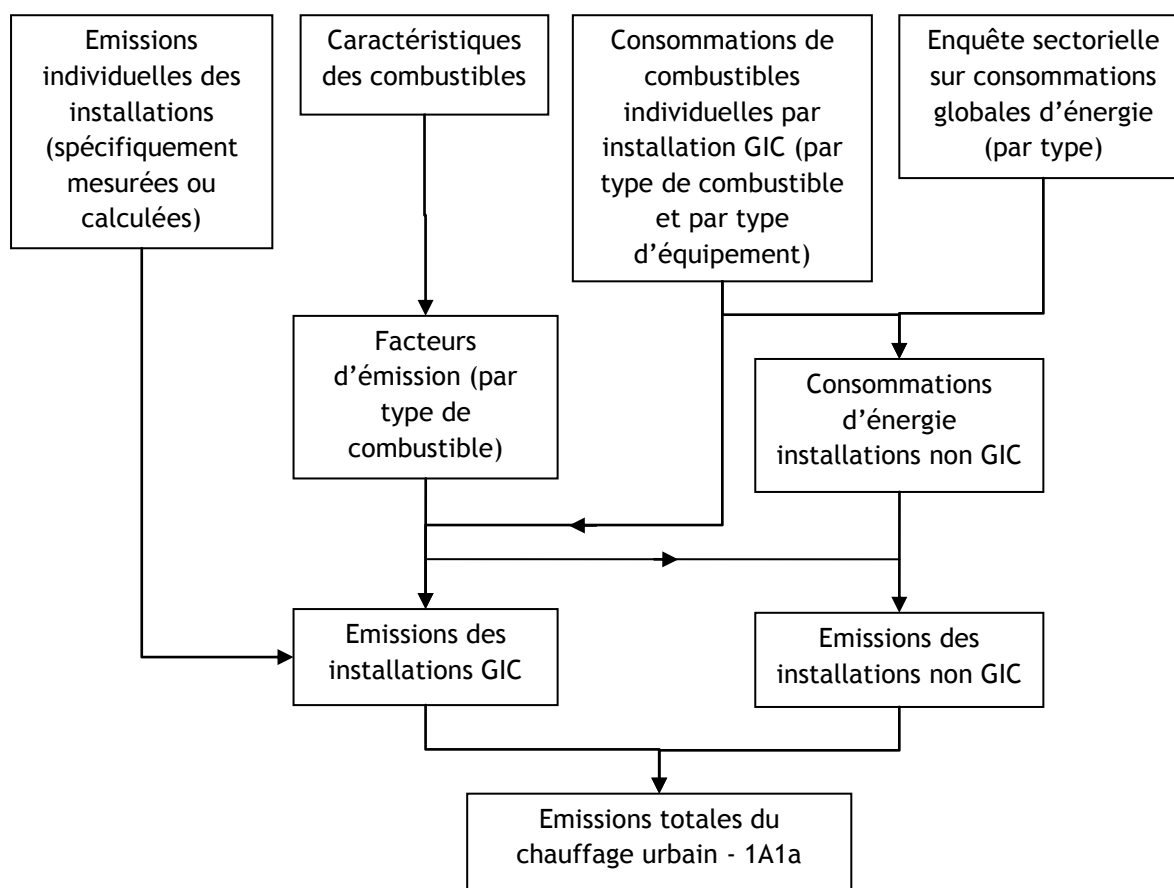 Emissions
individuelles des
installations
(spécifiquement
mesurées ou
calculées)
Caractéristiques
des combustibles
Consommations de
combustibles
individuelles par
installation GIC (par
type de combustible
et par type
d’équipement)
Enquête sectorielle
sur consommations
globales d’énergie
(par type)
Facteurs
d’émission (par
type de
combustible)
Consommations
d’énergie
installations non GIC
Emissions des
installations GIC
Emissions des
installations non GIC
Emissions totales du
chauffage urbain - 1A1a